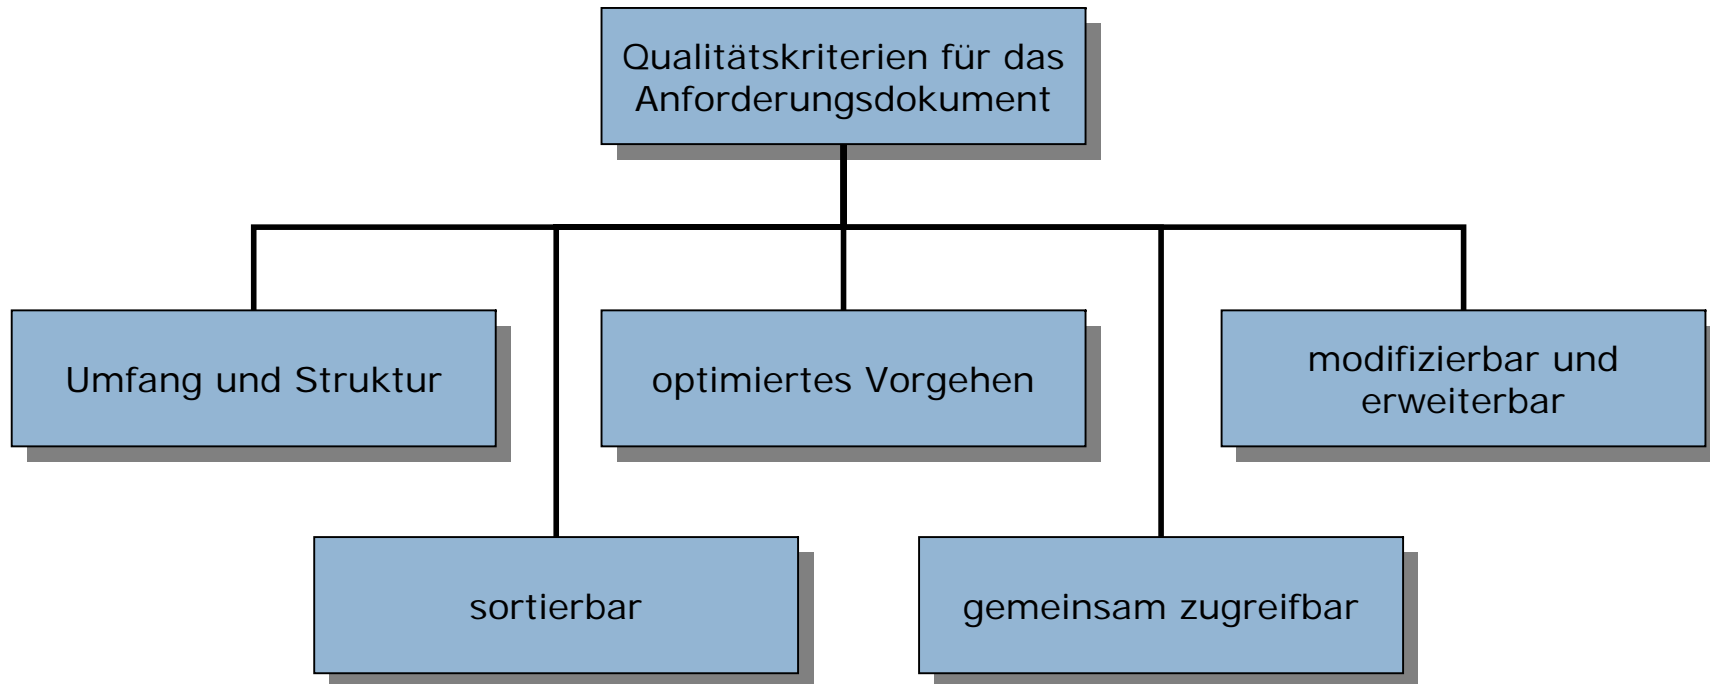 Qualitätskriterien für das
Anforderungsdokument
Umfang und Struktur
optimiertes Vorgehen
modifizierbar und
erweiterbar
sortierbar
gemeinsam zugreifbar